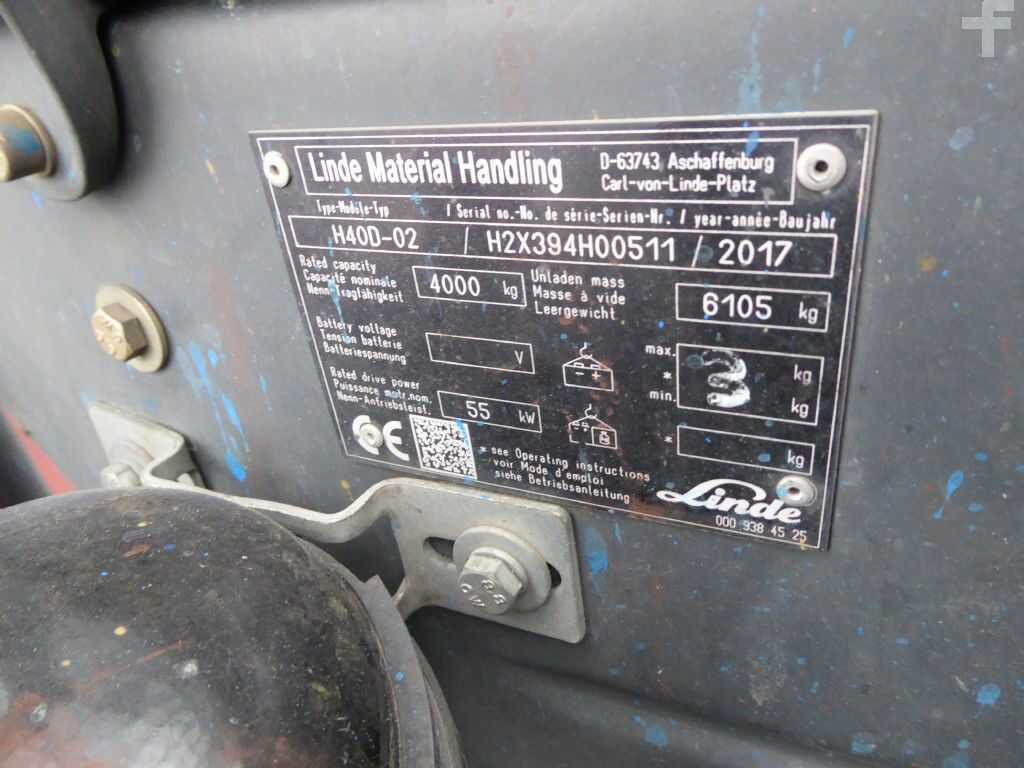 f
Linde Material Handling
D-63743 Aschaffenburg
Carl-von-Linde-Platz
Type-Modèle-Typ / Serial no.-No. de série-Serien-Nr. / year-année-Baujahr
H40D-02 / H2X394H00511 / 2017
Rated capacity
Capacité nominale
Nenn-Tragfähigkeit
4000 kg
Unladen mass
Masse à vide
Leergewicht
6105 kg
Battery voltage
Tension batterie
Batteriespannung
V
- +
max.
*
min.
kg
kg
Rated drive power
Puissance motr.nom.
Nenn-Antriebsleist.
55 kW
* kg
CE
* see Operating instructions
voir Mode d'emploi
siehe Betriebsanleitung
Linde
000 938 45 25
8.8